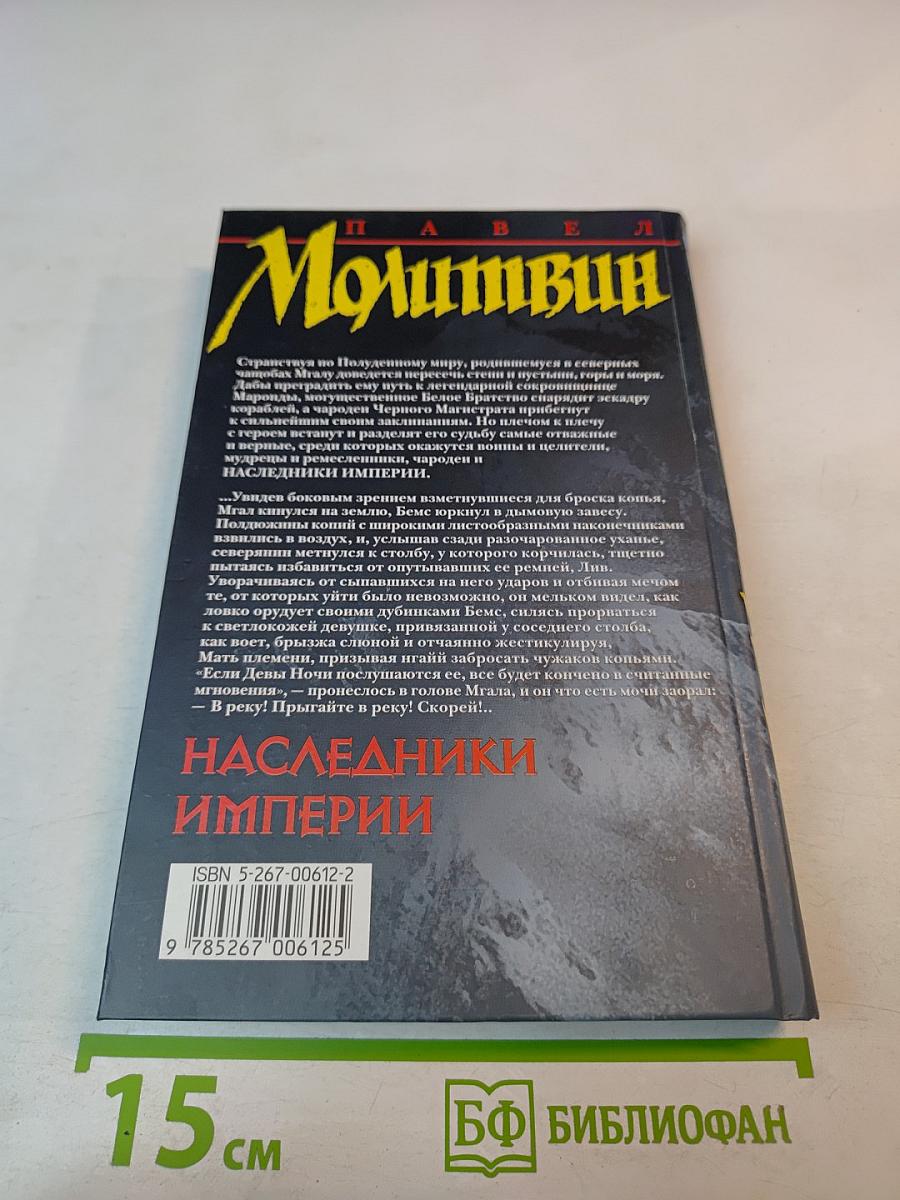 ПАВЕЛ
Молитвин
Странствуя по Полуденному миру, родившемуся в северных
чащобах Мгалу доведется пересечь степи и пустыни, горы и моря.
Дабы преградить ему путь к легендарной сокровищнице
Маронды, могущественное Белое Братство снарядит эскадру
кораблей, а чародеи Черного Магистрата прибегнут
к сильнейшим своим заклинаниям. Но плечом к плечу
с героем встанут и разделят его судьбу самые отважные
и верные, среди которых окажутся воины и целители,
мудрецы и ремесленники, чародеи и
НАСЛЕДНИКИ ИМПЕРИИ.
...Увидев боковым зрением взметнувшиеся для броска копья,
Мгал кинулся на землю, Бемс юркнул в дымовую завесу.
Полдюжины копий с широкими листообразными наконечниками
взвились в воздух, и, услышав сзади разочарованное уханье,
северянин метнулся к столбу, у которого корчилась, тщетно
пытаясь избавиться от опутывавших ее ремней, Лив.
Уворачиваясь от сыпавшихся на него ударов и отбивая мечом
те, от которых уйти было невозможно, он мельком видел, как
ловко орудует своими дубинками Бемс, силясь прорваться
к светлокожей девушке, привязанной у соседнего столба,
как воет, брызжа слюной и отчаянно жестикулируя,
Мать племени, призывая нгайй забросать чужаков копьями.
«Если Девы Ночи послушаются ее, все будет кончено в считанные
мгновения», — пронеслось в голове Мгала, и он что есть мочи заорал:
— В реку! Прыгайте в реку! Скорей!..
НАСЛЕДНИКИ
ИМПЕРИИ
ISBN 5-267-00612-2
9 785267 006125
15 см
БФ БИБЛИОФАН